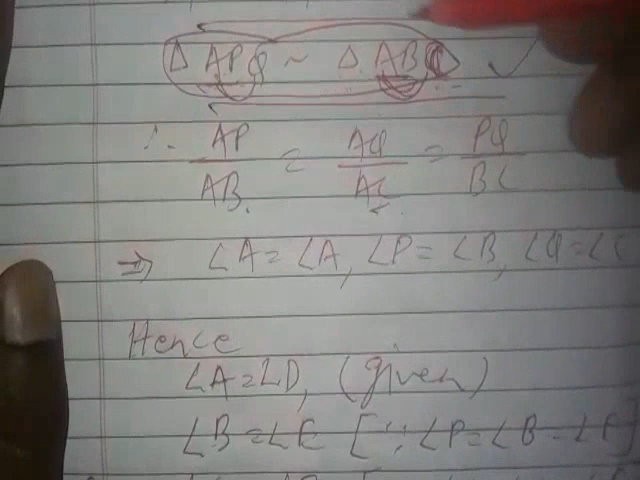 Δ APQ ~ Δ ABC ✓
∴ AP/AB = AQ/AC = PQ/BC
⇒ ∠A = ∠A, ∠P = ∠B, ∠Q = ∠C
Hence
∠A = ∠D, (given)
∠B = ∠E [∵ ∠P = ∠B = ∠E]